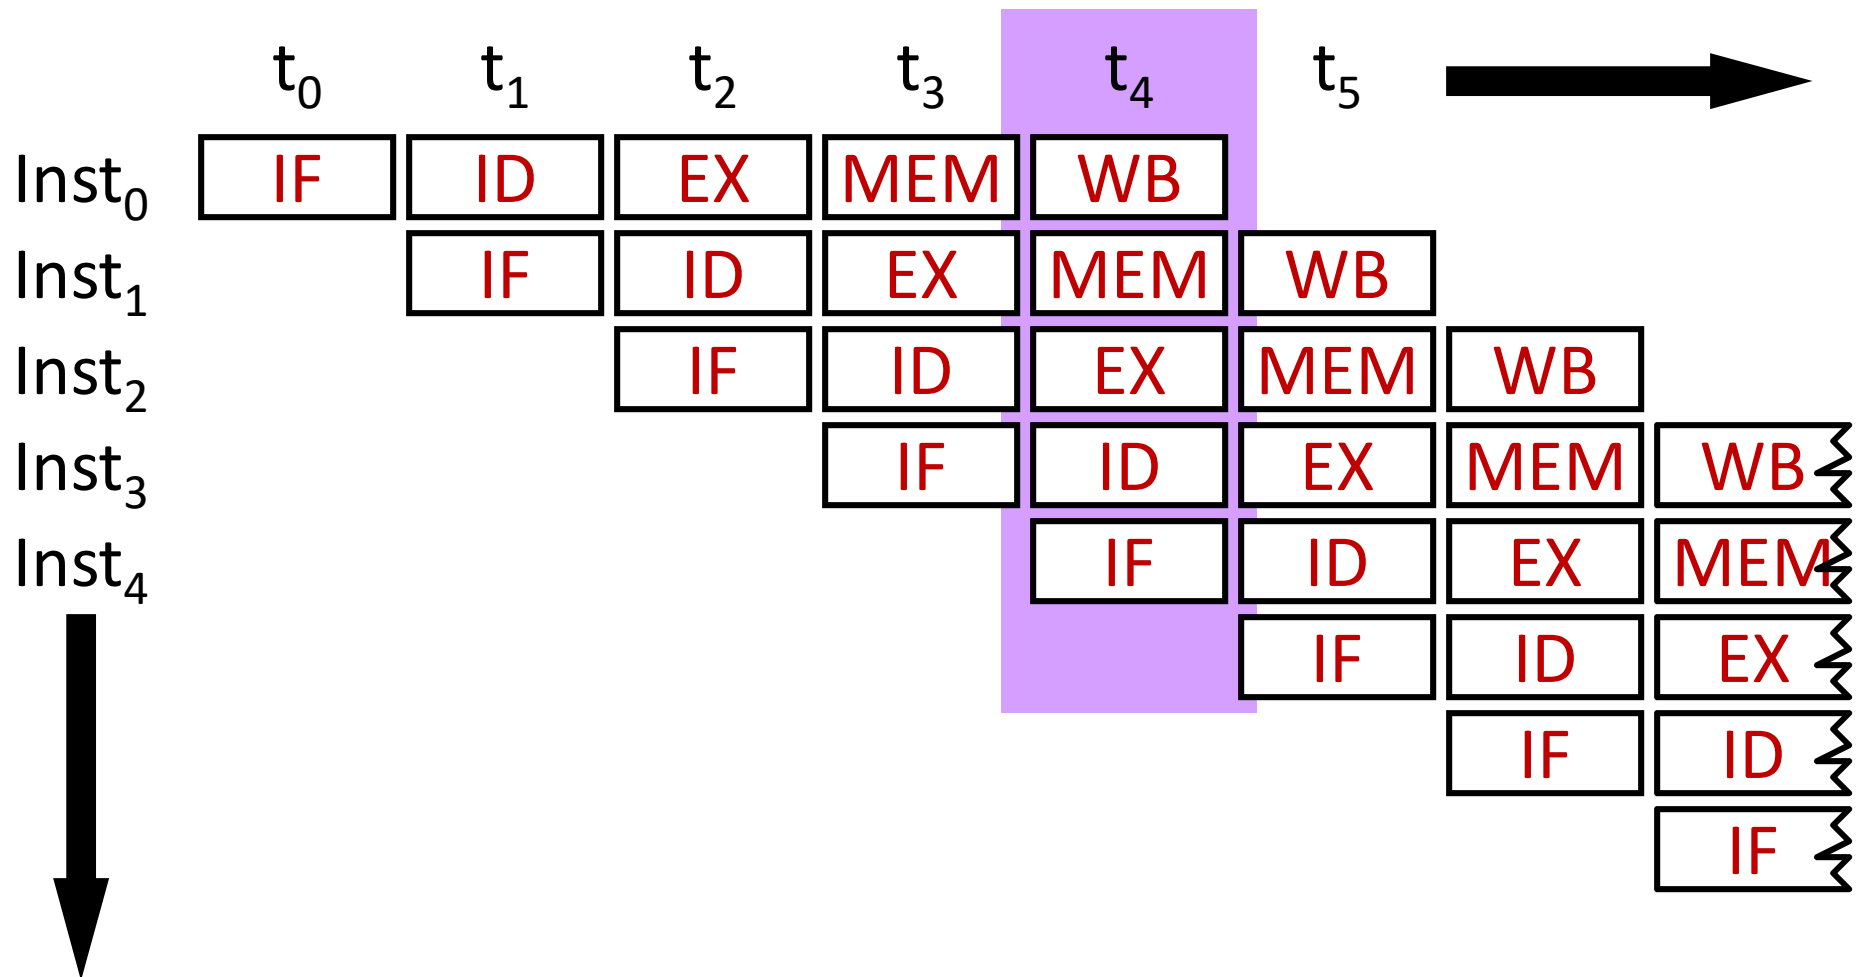 t0 t1 t2 t3 t4 t5
Inst0 IF ID EX MEM WB
Inst1 IF ID EX MEM WB
Inst2 IF ID EX MEM WB
Inst3 IF ID EX MEM WB
Inst4 IF ID EX MEM
IF ID EX
IF ID
IF